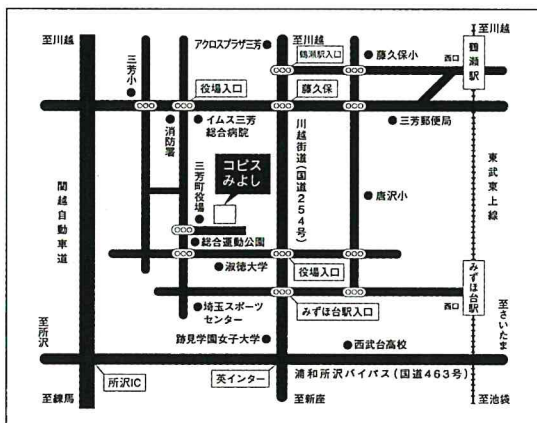 至川越
アクロスプラザ三芳
至川越
至川越
三芳小
鶴瀬駅入口
藤久保小
西口
鶴瀬駅
役場入口
藤久保
消防署
イムス三芳
総合病院
三芳郵便局
川越街道(国道254号)
コピス
みよし
三芳町役場
関越自動車道
唐沢小
東武東上線
総合運動公園
淑徳大学
役場入口
みずほ台駅
埼玉スポーツ
センター
みずほ台駅入口
西口
至所沢
至さいたま
跡見学園女子大学
西武台高校
所沢IC
英インター
浦和所沢バイパス(国道463号)
至練馬
至新座
至池袋